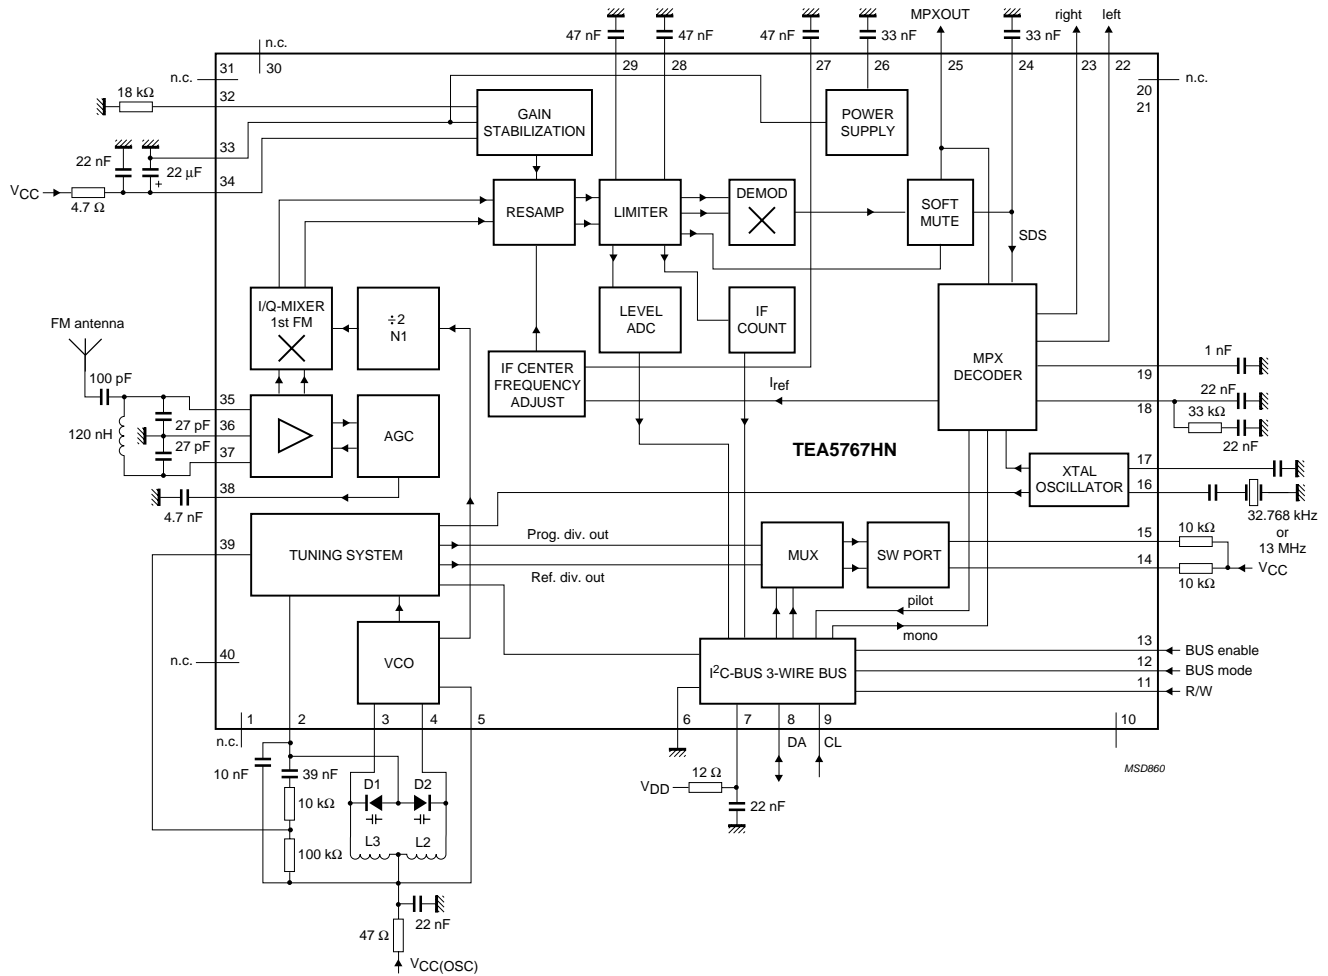 47 nF
47 nF
47 nF
33 nF
MPXOUT
33 nF
right
left
n.c.
30
29
28
27
26
25
24
23
22
31
n.c.
n.c.
20
21
18 kΩ
32
GAIN
STABILIZATION
POWER
SUPPLY
33
22 nF
22 μF
+
34
VCC
4.7 Ω
RESAMP
LIMITER
DEMOD
SOFT
MUTE
SDS
I/Q-MIXER
1st FM
÷2
N1
LEVEL
ADC
IF
COUNT
MPX
DECODER
FM antenna
100 pF
IF CENTER
FREQUENCY
ADJUST
Iref
1 nF
19
22 nF
18
33 kΩ
22 nF
35
27 pF
36
120 nH
27 pF
37
AGC
TEA5767HN
38
4.7 nF
XTAL
OSCILLATOR
17
16
32.768 kHz
or
13 MHz
39
TUNING SYSTEM
Prog. div. out
Ref. div. out
MUX
SW PORT
15
10 kΩ
14
VCC
10 kΩ
pilot
mono
40
n.c.
VCO
I2C-BUS 3-WIRE BUS
13
BUS enable
12
BUS mode
11
R/W
1
2
3
4
5
6
7
8
9
10
n.c.
DA
CL
MSD860
10 nF
39 nF
D1
D2
10 kΩ
L3
L2
100 kΩ
12 Ω
VDD
22 nF
22 nF
47 Ω
VCC(OSC)